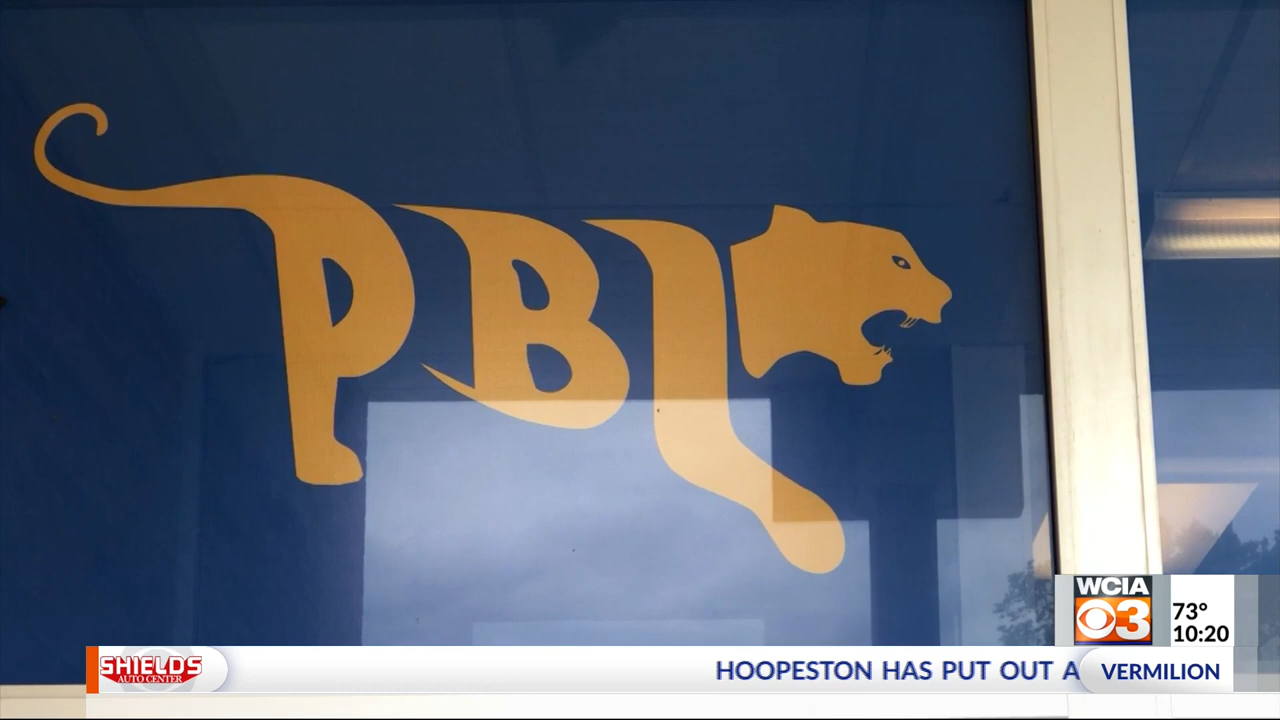 PBL
WCIA
3
73°
10:20
SHIELDS
AUTO CENTER
HOOPESTON HAS PUT OUT A
VERMILION